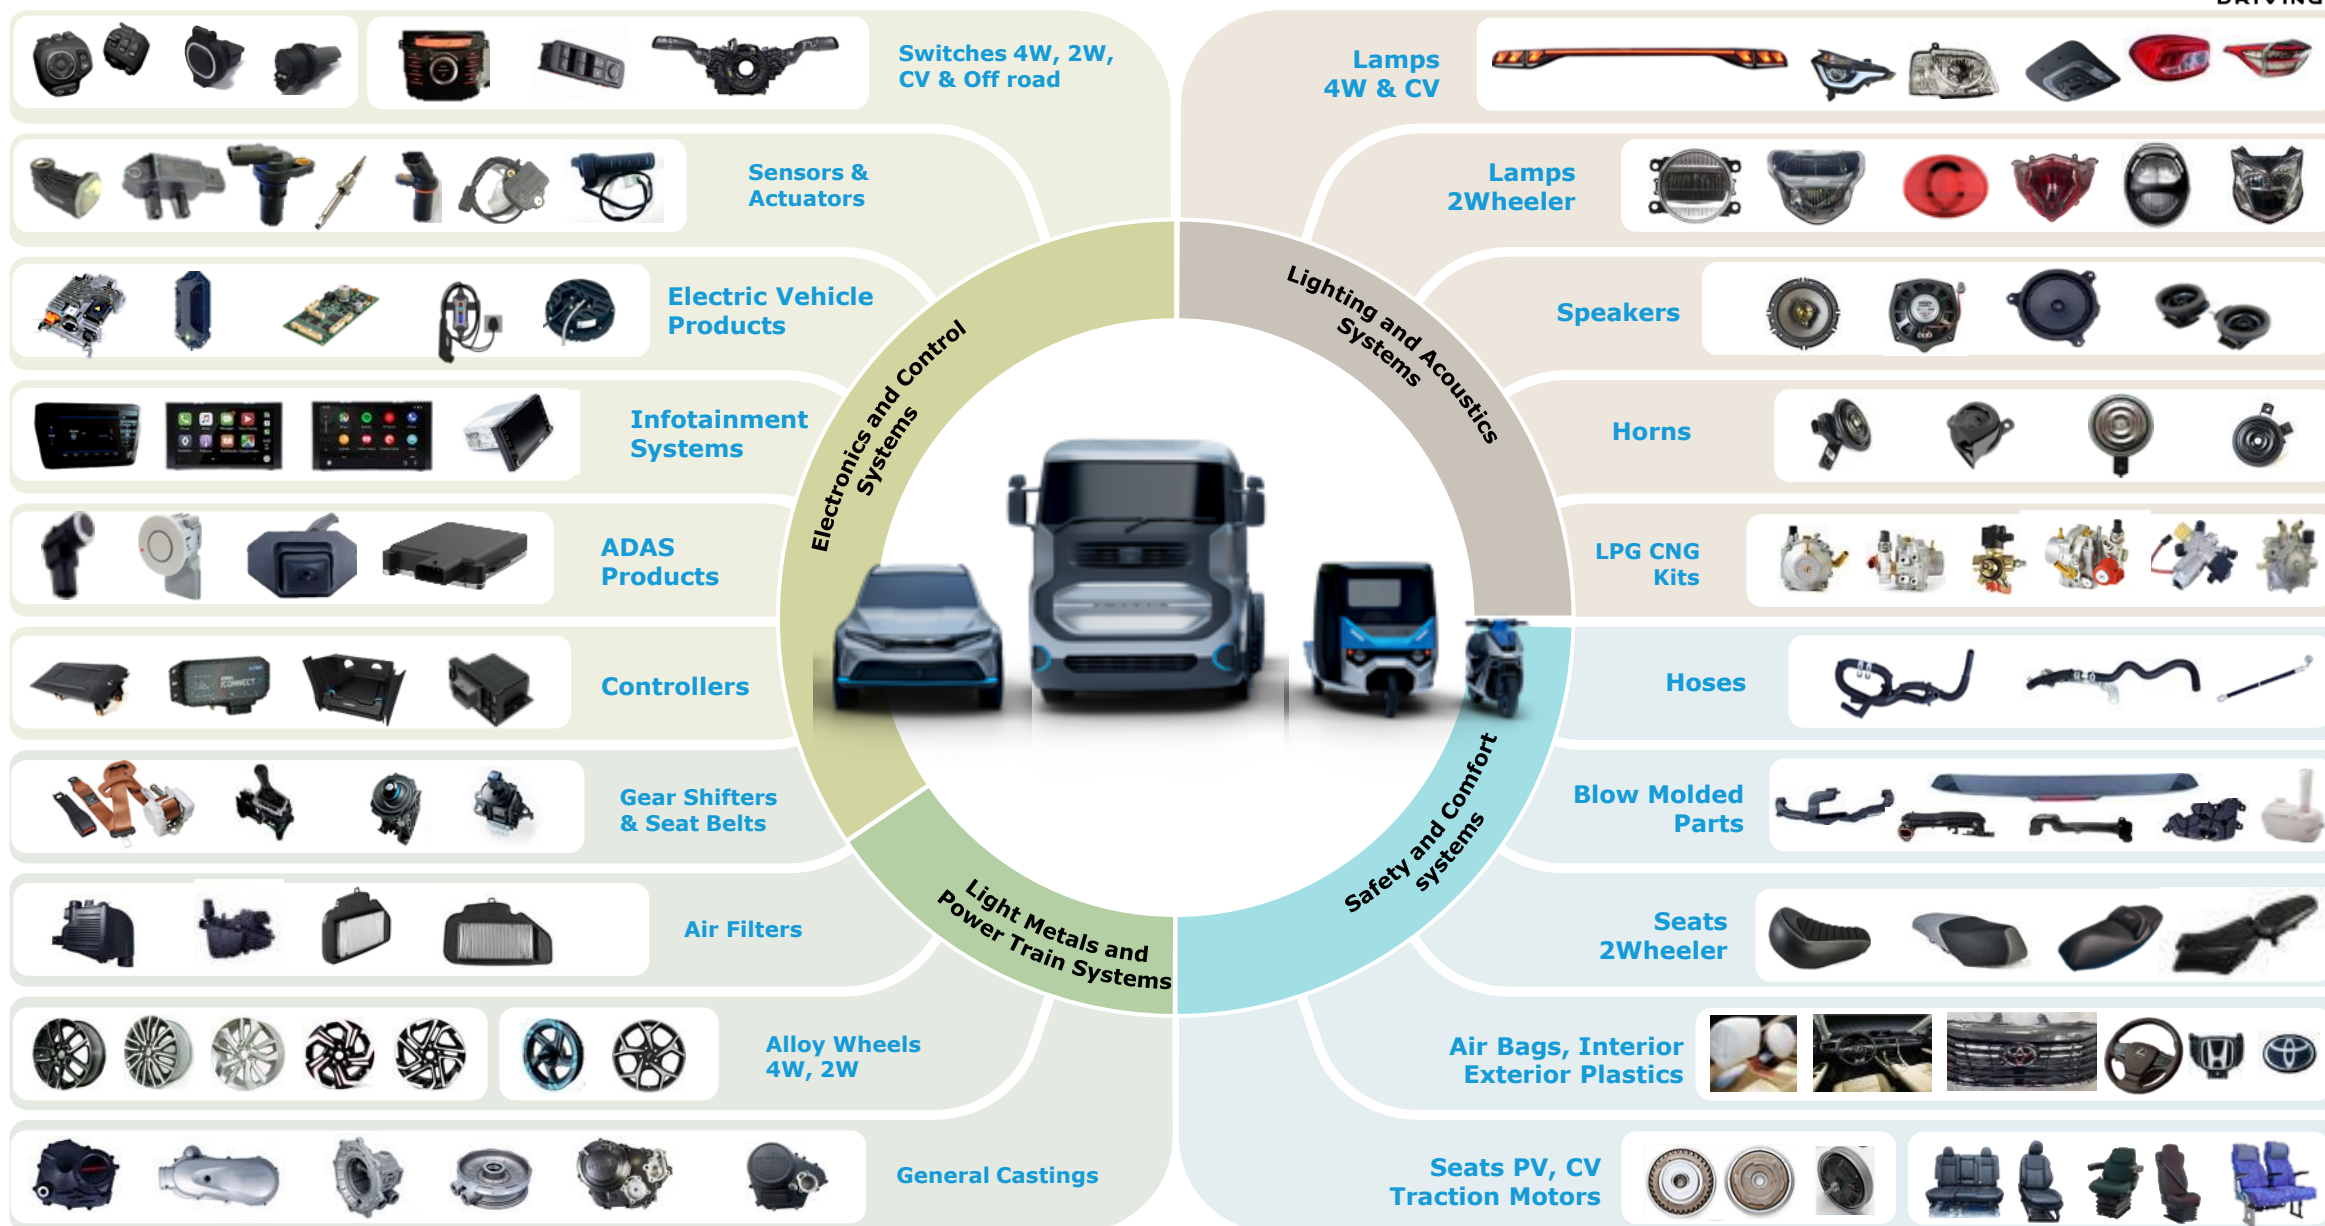 Switches 4W, 2W,
CV & Off road
Sensors &
Actuators
Electric Vehicle
Products
Infotainment
Systems
ADAS
Products
Controllers
Gear Shifters
& Seat Belts
Air Filters
Alloy Wheels
4W, 2W
General Castings
Electronics and Control
Systems
Lighting and Acoustics
Systems
Light Metals and
Power Train Systems
Safety and Comfort
systems
Lamps
4W & CV
Lamps
2Wheeler
Speakers
Horns
LPG CNG
Kits
Hoses
Blow Molded
Parts
Seats
2Wheeler
Air Bags, Interior
Exterior Plastics
Seats PV, CV
Traction Motors
ICONNECT